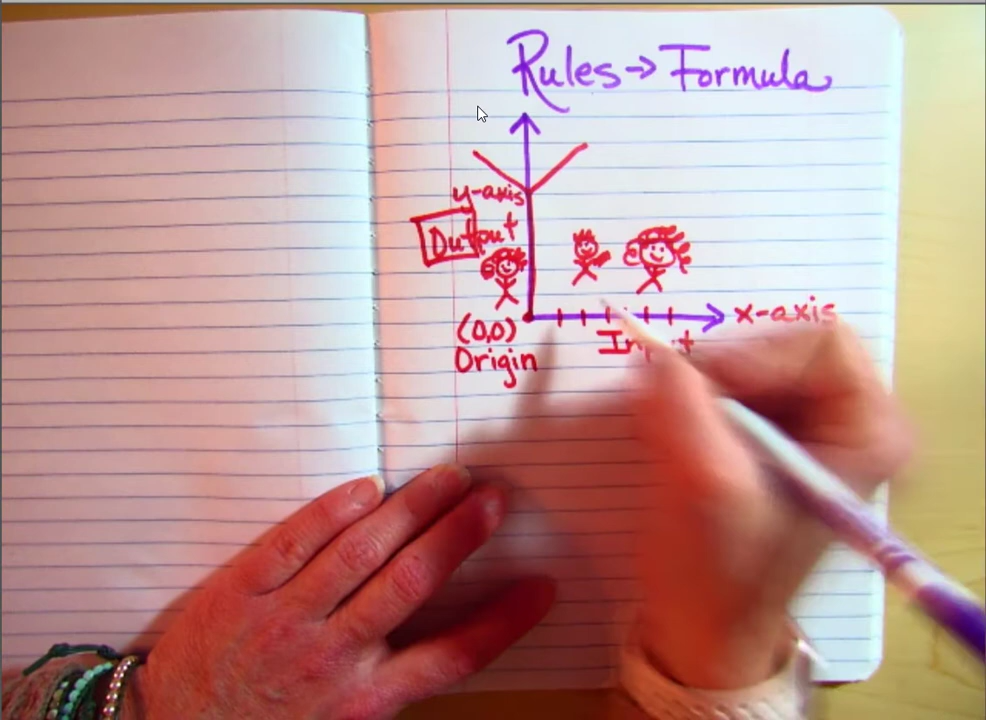 Rules → Formula
y-axis
Output
x-axis
(0,0)
Origin